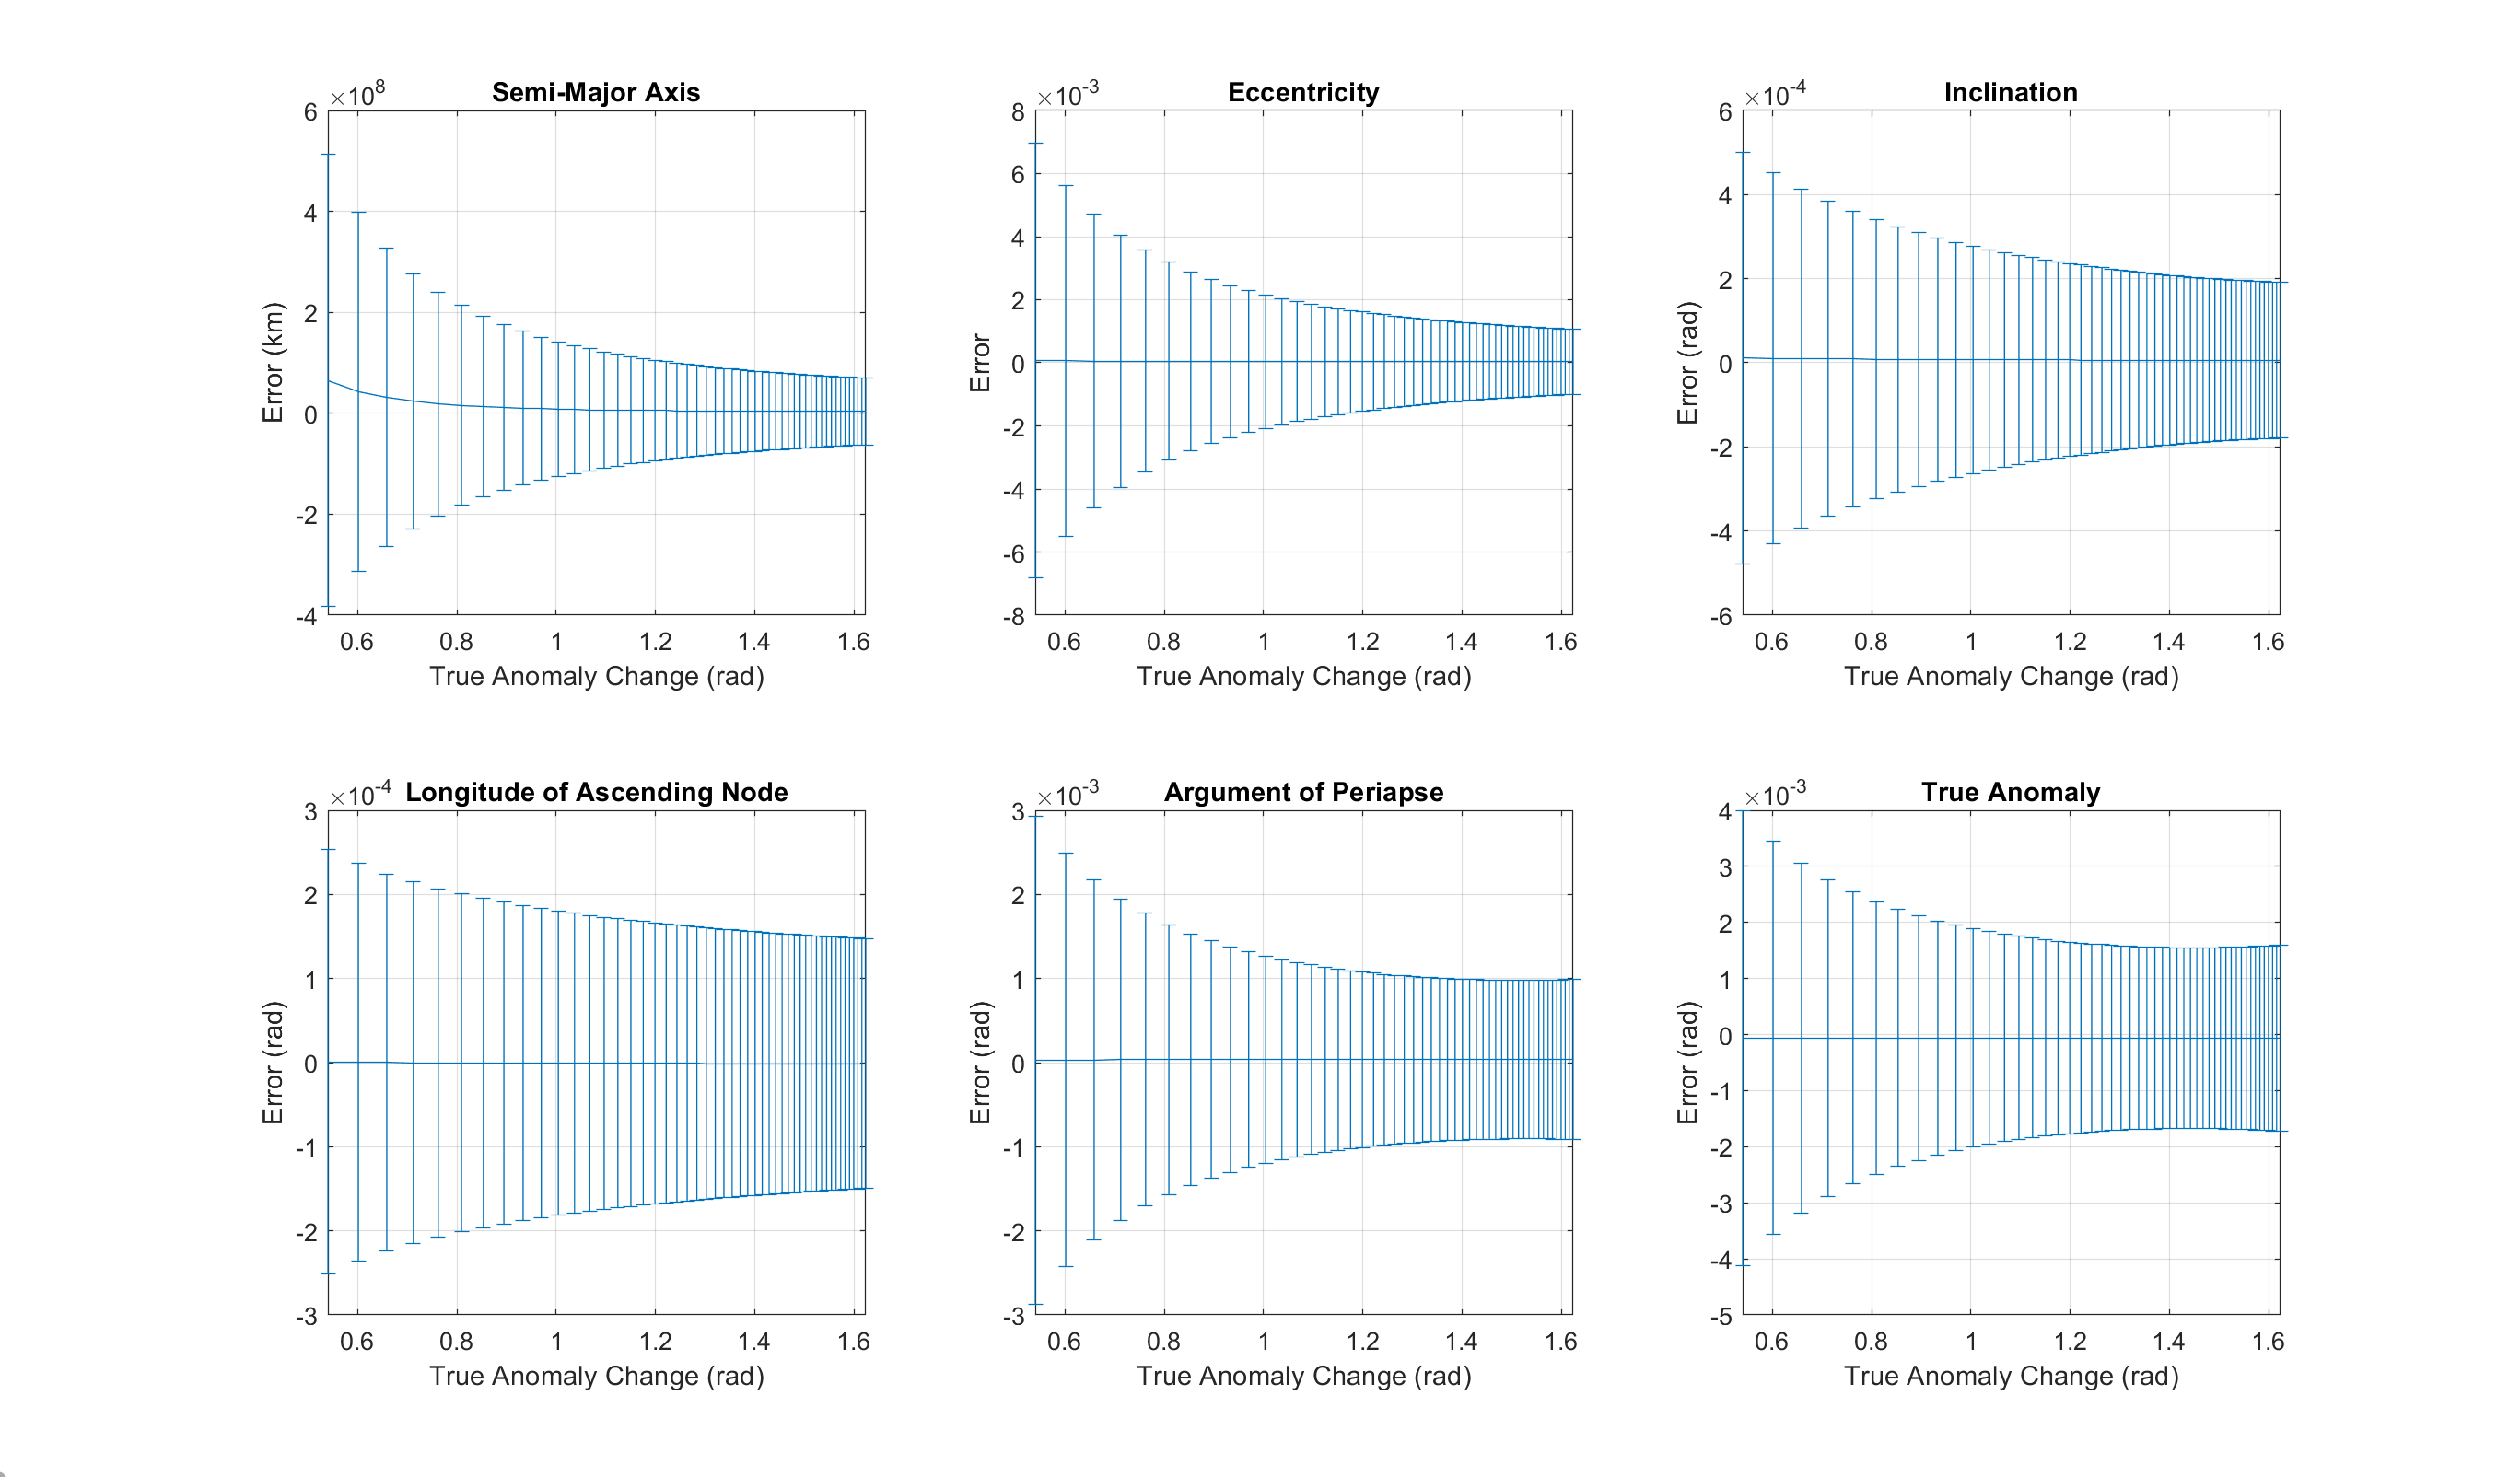 Semi-Major Axis
×10^8
6
4
2
0
-2
-4
Error (km)
0.6 0.8 1 1.2 1.4 1.6
True Anomaly Change (rad)
Eccentricity
×10^-3
8
6
4
2
0
-2
-4
-6
-8
Error
0.6 0.8 1 1.2 1.4 1.6
True Anomaly Change (rad)
Inclination
×10^-4
6
4
2
0
-2
-4
-6
Error (rad)
0.6 0.8 1 1.2 1.4 1.6
True Anomaly Change (rad)
Longitude of Ascending Node
×10^-4
3
2
1
0
-1
-2
-3
Error (rad)
0.6 0.8 1 1.2 1.4 1.6
True Anomaly Change (rad)
Argument of Periapse
×10^-3
3
2
1
0
-1
-2
-3
Error (rad)
0.6 0.8 1 1.2 1.4 1.6
True Anomaly Change (rad)
True Anomaly
×10^-3
4
3
2
1
0
-1
-2
-3
-4
-5
Error (rad)
0.6 0.8 1 1.2 1.4 1.6
True Anomaly Change (rad)